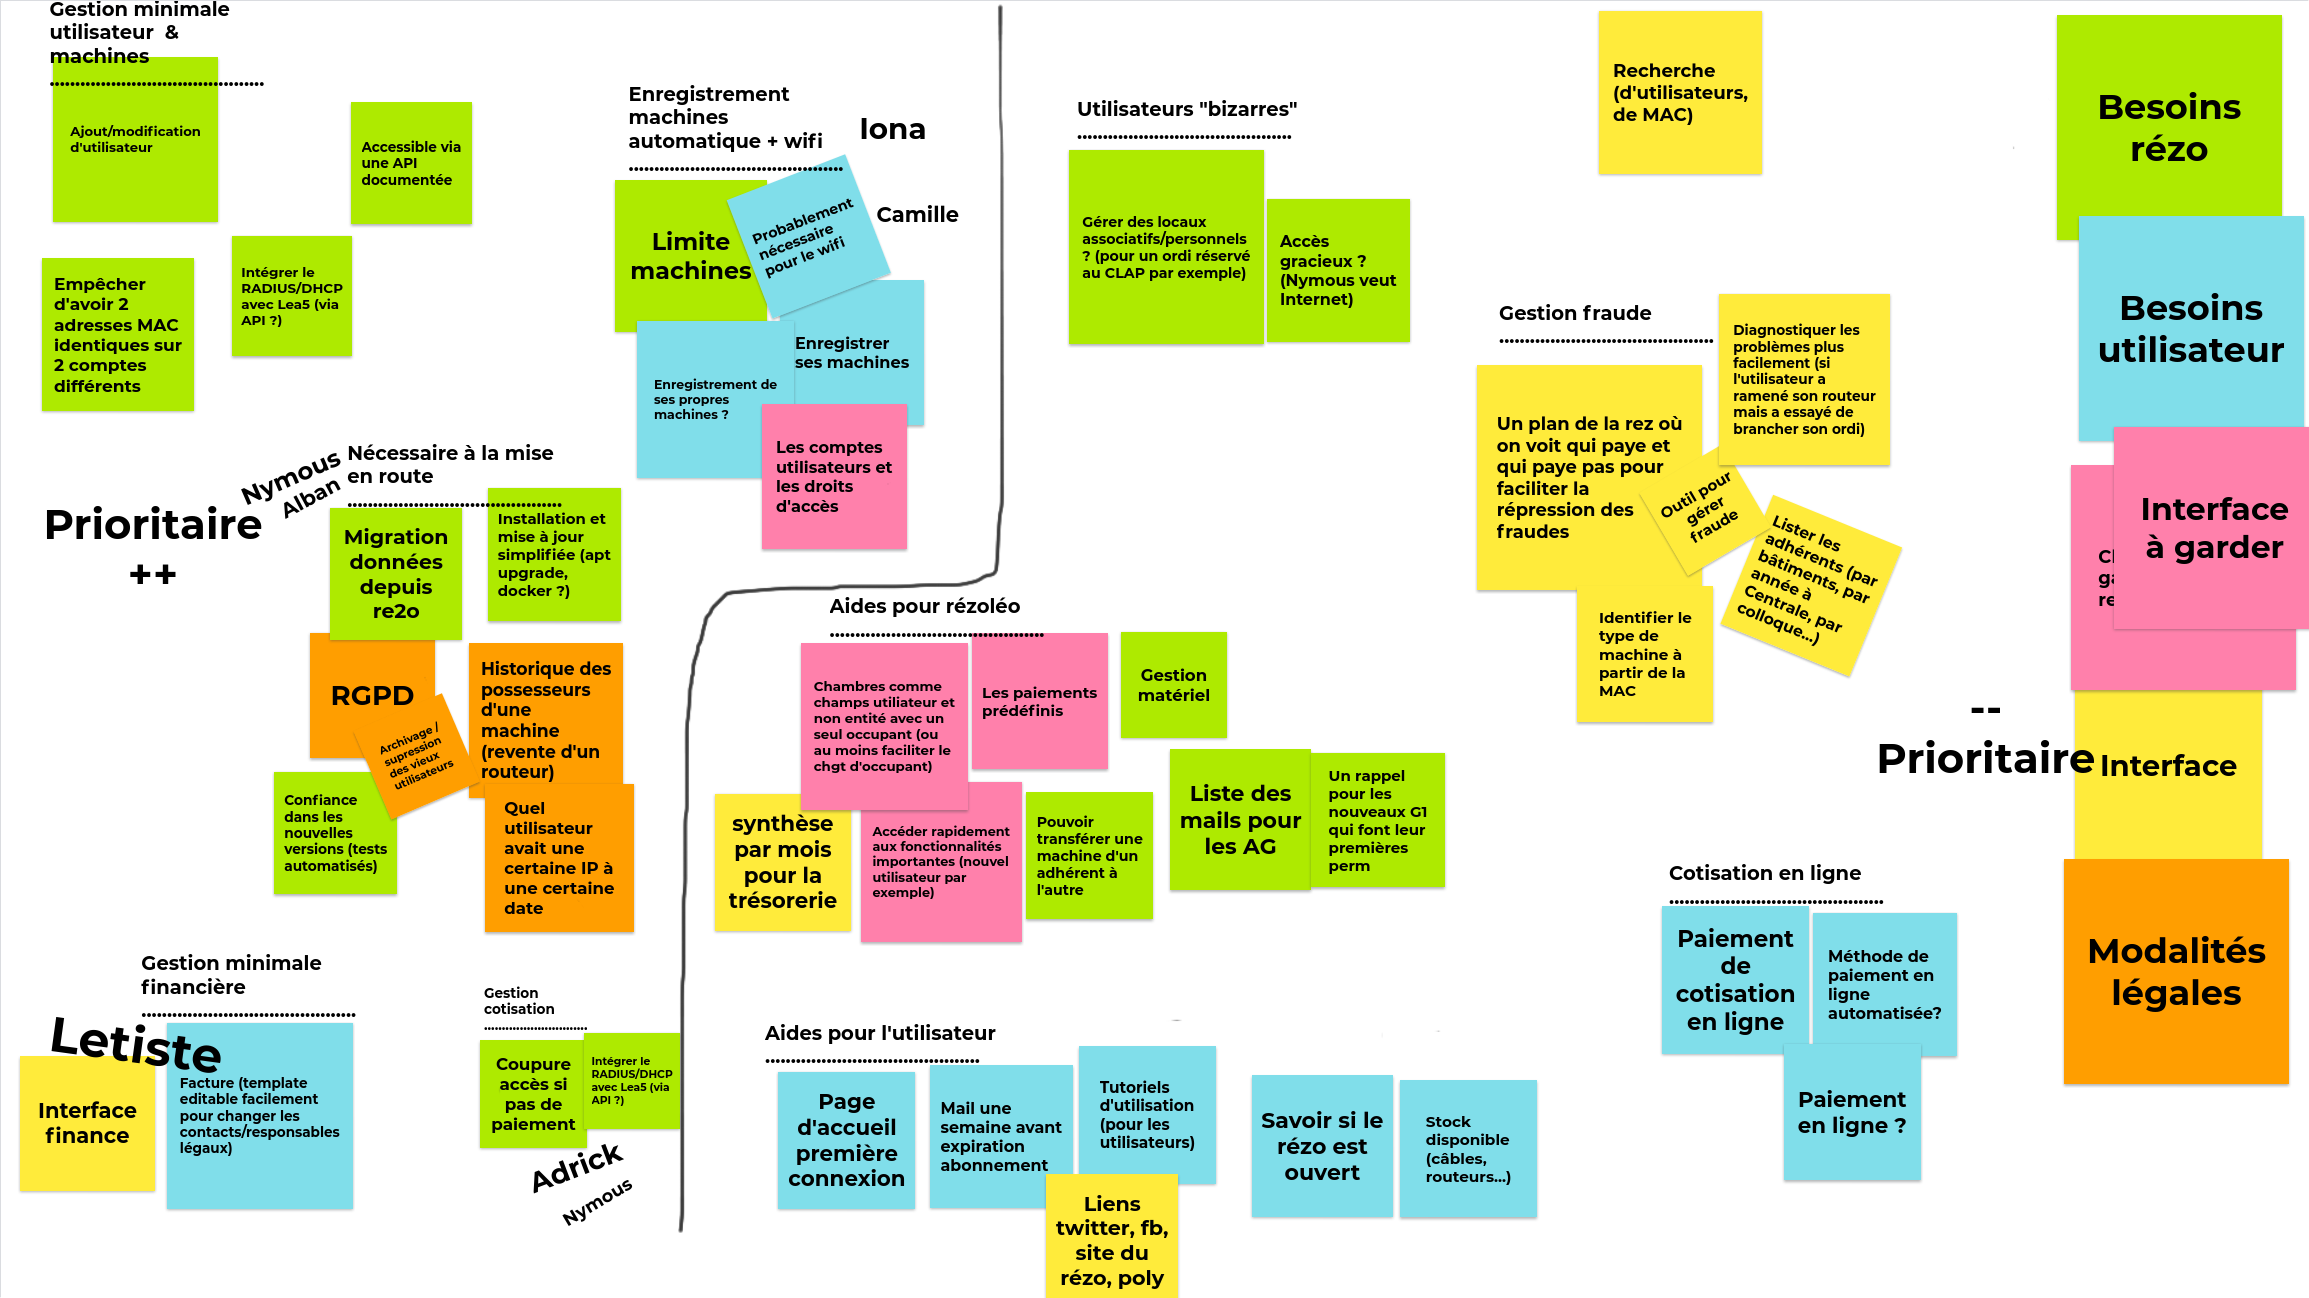 Gestion minimale
utilisateur &
machines
Ajout/modification
d'utilisateur
Accessible via
une API
documentée
Empêcher
d'avoir 2
adresses MAC
identiques sur
2 comptes
différents
Intégrer le
RADIUS/DHCP
avec Lea5 (via
API ?)
Enregistrement
machines
automatique + wifi
Iona
Camille
Limite
machines
Probablement
nécessaire
pour le wifi
Enregistrer
ses machines
Enregistrement de
ses propres
machines ?
Les comptes
utilisateurs et
les droits
d'accès
Prioritaire
++
Nymous
Alban
Nécessaire à la mise
en route
Migration
données
depuis
re2o
Installation et
mise à jour
simplifiée (apt
upgrade,
docker ?)
RGPD
Archivage /
supression
des vieux
utilisateurs
Historique des
possesseurs
d'une
machine
(revente d'un
routeur)
Confiance
dans les
nouvelles
versions (tests
automatisés)
Quel
utilisateur
avait une
certaine IP à
une certaine
date
Gestion minimale
financière
Letiste
Interface
finance
Facture (template
editable facilement
pour changer les
contacts/responsables
légaux)
Gestion
cotisation
Coupure
accès si
pas de
paiement
Intégrer le
RADIUS/DHCP
avec Lea5 (via
API ?)
Adrick
Nymous
Utilisateurs "bizarres"
Gérer des locaux
associatifs/personnels
? (pour un ordi réservé
au CLAP par exemple)
Accès
gracieux ?
(Nymous veut
Internet)
Recherche
(d'utilisateurs,
de MAC)
Gestion fraude
Un plan de la rez où
on voit qui paye et
qui paye pas pour
faciliter la
répression des
fraudes
Diagnostiquer les
problèmes plus
facilement (si
l'utilisateur a
ramené son routeur
mais a essayé de
brancher son ordi)
Outil pour
gérer
fraude
Lister les
adhérents (par
bâtiments, par
année à
Centrale, par
colloque...)
Identifier le
type de
machine à
partir de la
MAC
Aides pour rézoléo
Chambres comme
champs utiliateur et
non entité avec un
seul occupant (ou
au moins faciliter le
chgt d'occupant)
Les paiements
prédéfinis
Gestion
matériel
synthèse
par mois
pour la
trésorerie
Accéder rapidement
aux fonctionnalités
importantes (nouvel
utilisateur par
exemple)
Pouvoir
transférer une
machine d'un
adhérent à
l'autre
Liste des
mails pour
les AG
Un rappel
pour les
nouveaux G1
qui font leur
premières
perm
Aides pour l'utilisateur
Page
d'accueil
première
connexion
Mail une
semaine avant
expiration
abonnement
Tutoriels
d'utilisation
(pour les
utilisateurs)
Liens
twitter, fb,
site du
rézo, poly
Savoir si le
rézo est
ouvert
Stock
disponible
(câbles,
routeurs...)
--
Prioritaire
Cotisation en ligne
Paiement
de
cotisation
en ligne
Méthode de
paiement en
ligne
automatisée?
Paiement
en ligne ?
Besoins
rézo
Besoins
utilisateur
Interface
à garder
Interface
Modalités
légales